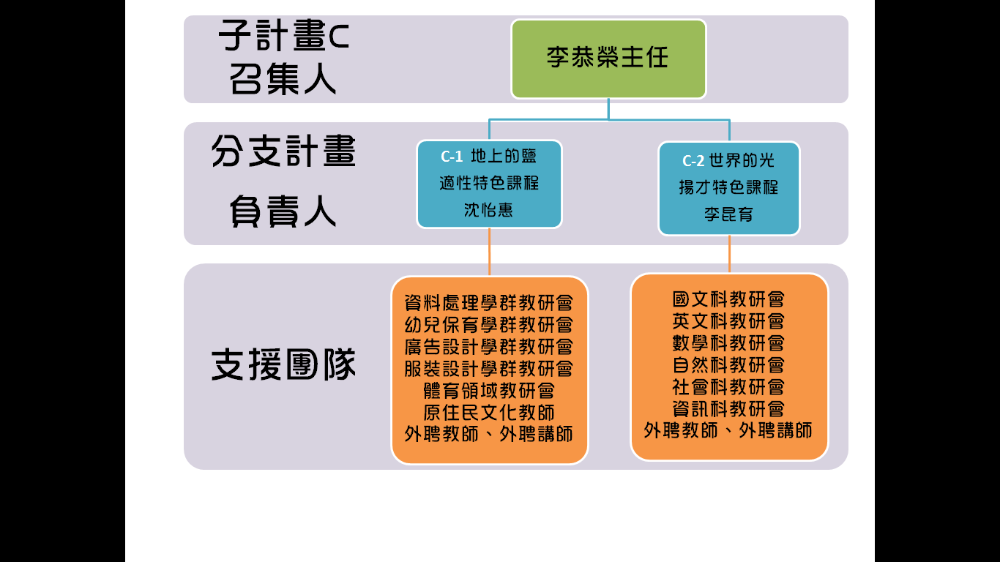 子計畫C
召集人
李恭榮主任
分支計畫
負責人
C-1 地上的鹽
適性特色課程
沈怡惠
C-2 世界的光
揚才特色課程
李昆育
支援團隊
資料處理學群教研會
幼兒保育學群教研會
廣告設計學群教研會
服裝設計學群教研會
體育領域教研會
原住民文化教師
外聘教師、外聘講師
國文科教研會
英文科教研會
數學科教研會
自然科教研會
社會科教研會
資訊科教研會
外聘教師、外聘講師